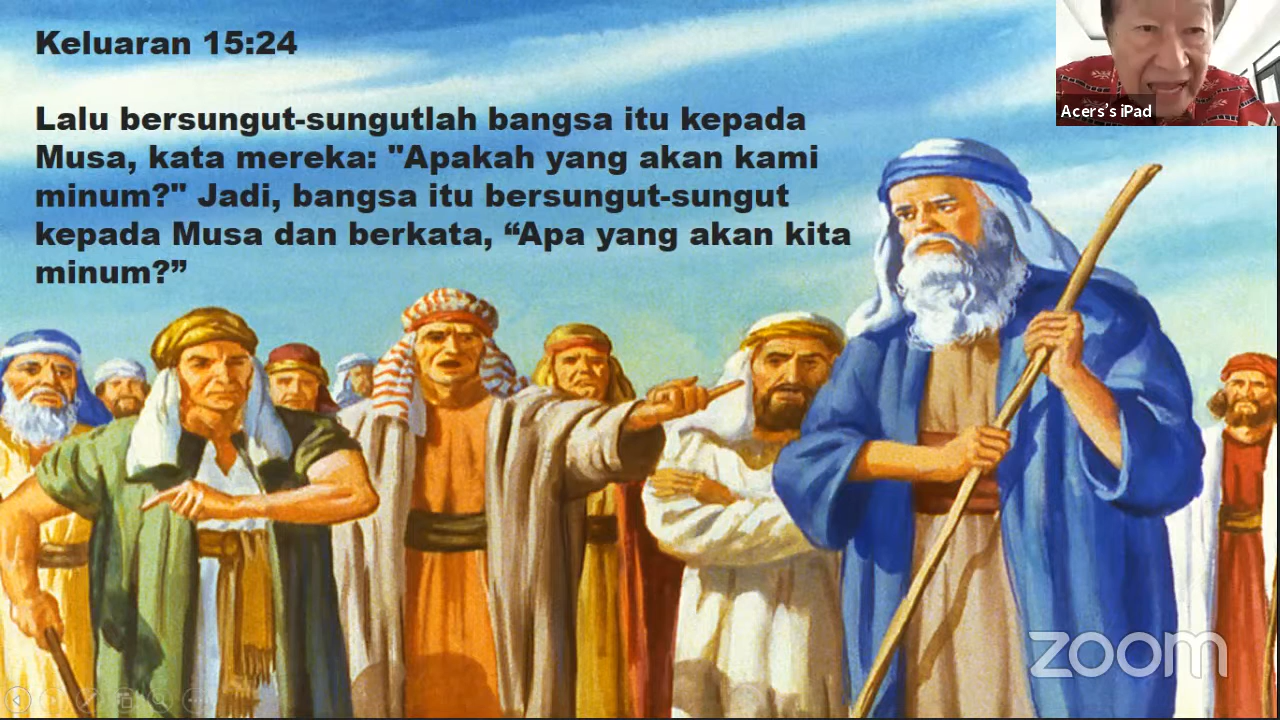 Keluaran 15:24
Lalu bersungut-sungutlah bangsa itu kepada
Musa, kata mereka: "Apakah yang akan kami
minum?" Jadi, bangsa itu bersungut-sungut
kepada Musa dan berkata, “Apa yang akan kita
minum?”
Acers’s iPad
zoom